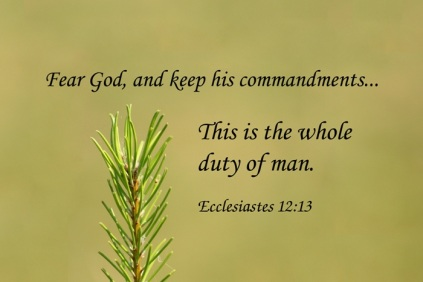 Fear God, and keep his commandments...
This is the whole
duty of man.
Ecclesiastes 12:13